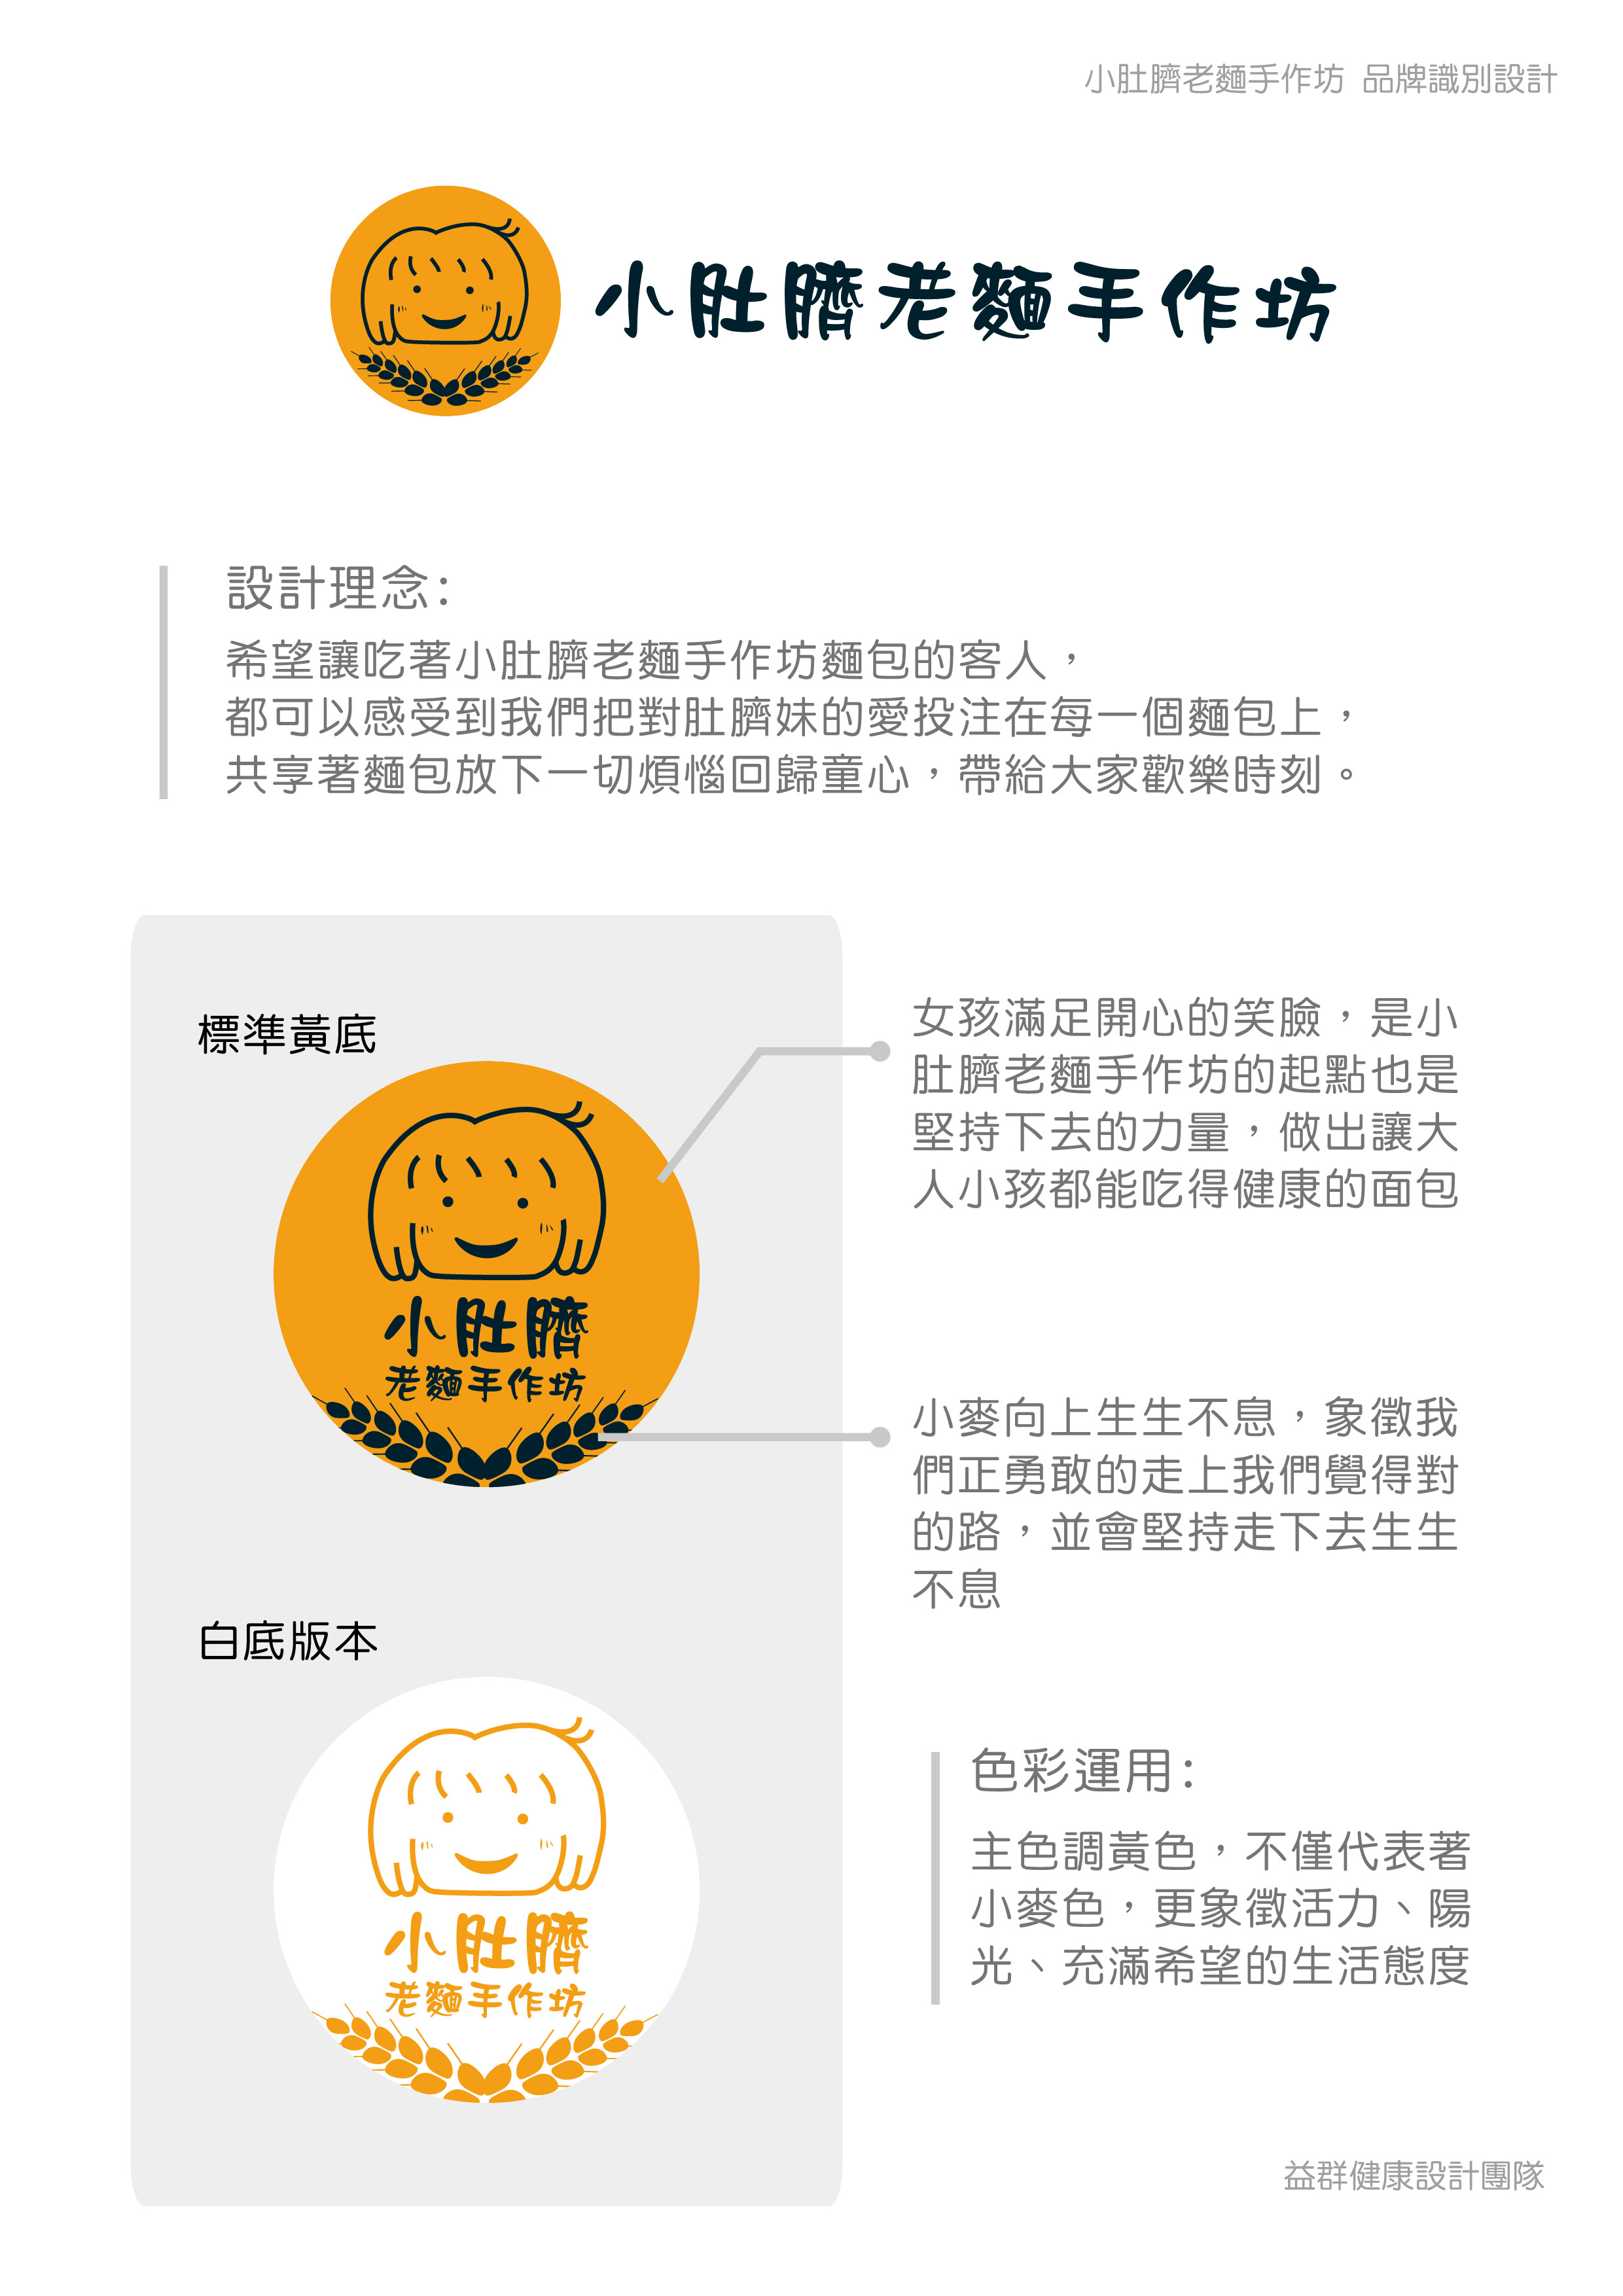 小肚臍老麵手作坊 品牌識別設計
小肚臍老麵手作坊
設計理念:
希望讓吃著小肚臍老麵手作坊麵包的客人，
都可以感受到我們把對肚臍妹的愛投注在每一個麵包上，
共享著麵包放下一切煩惱回歸童心，帶給大家歡樂時刻。
標準黃底
小肚臍
老麵手作坊
女孩滿足開心的笑臉，是小
肚臍老麵手作坊的起點也是
堅持下去的力量，做出讓大
人小孩都能吃得健康的面包
小麥向上生生不息，象徵我
們正勇敢的走上我們覺得對
的路，並會堅持走下去生生
不息
白底版本
小肚臍
老麵手作坊
色彩運用:
主色調黃色，不僅代表著
小麥色，更象徵活力、陽
光、充滿希望的生活態度
益群健康設計團隊